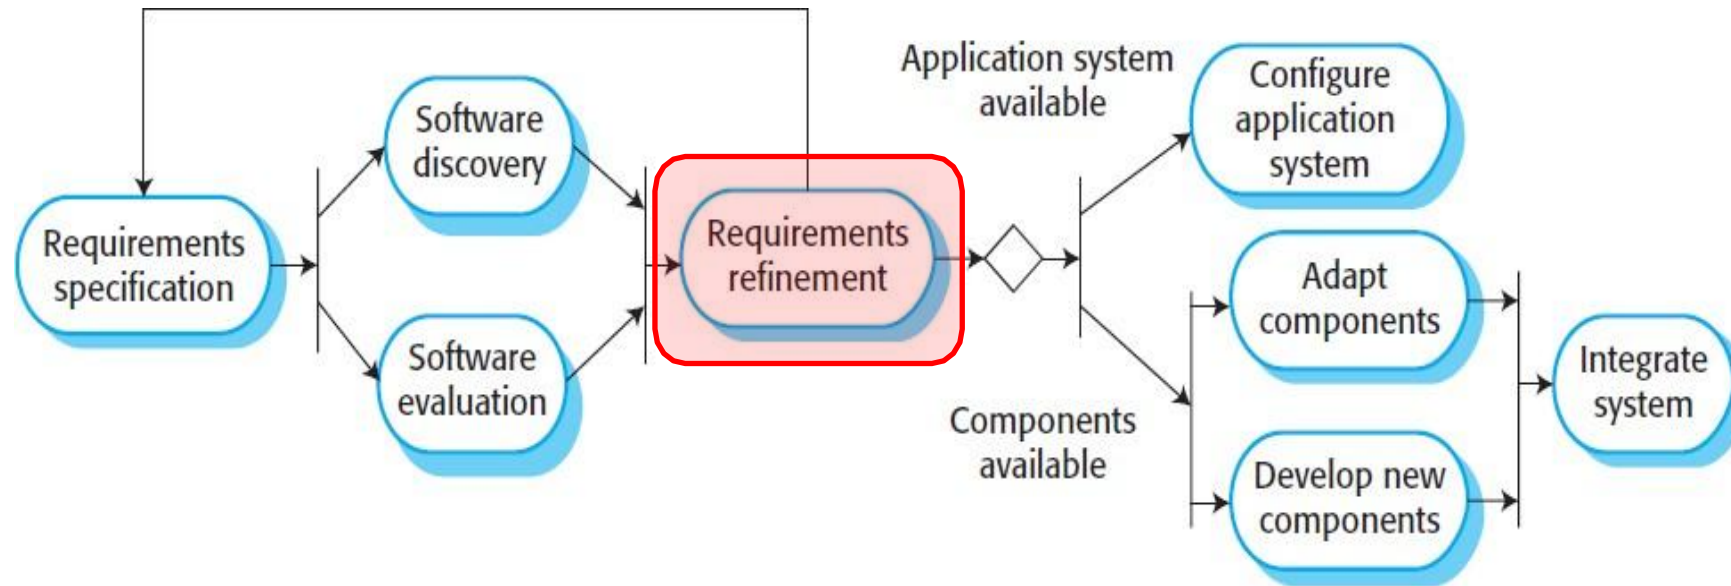 Requirements
specification
Software
discovery
Software
evaluation
Requirements
refinement
Application system
available
Configure
application
system
Components
available
Adapt
components
Develop new
components
Integrate
system